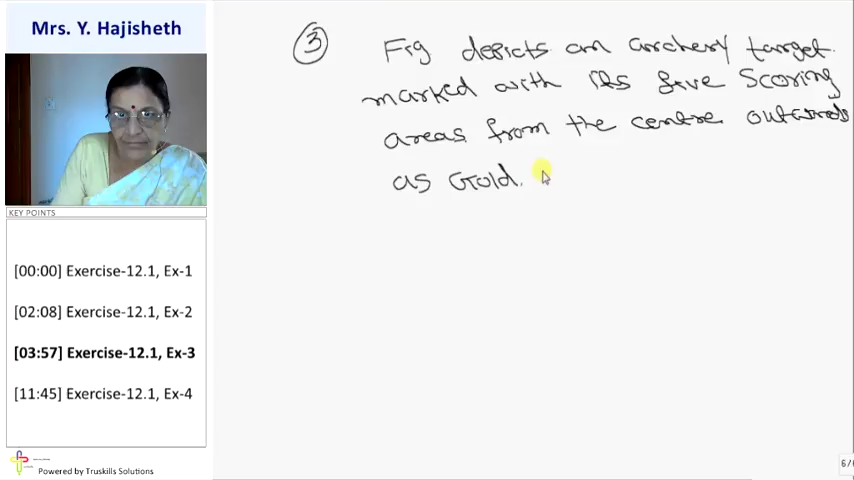 Mrs. Y. Hajisheth
KEY POINTS
[00:00] Exercise-12.1, Ex-1
[02:08] Exercise-12.1, Ex-2
[03:57] Exercise-12.1, Ex-3
[11:45] Exercise-12.1, Ex-4
Powered by Truskills Solutions
3
Fig depicts an archery target
marked with its five Scoring
areas from the centre outwards
as Gold.
6/